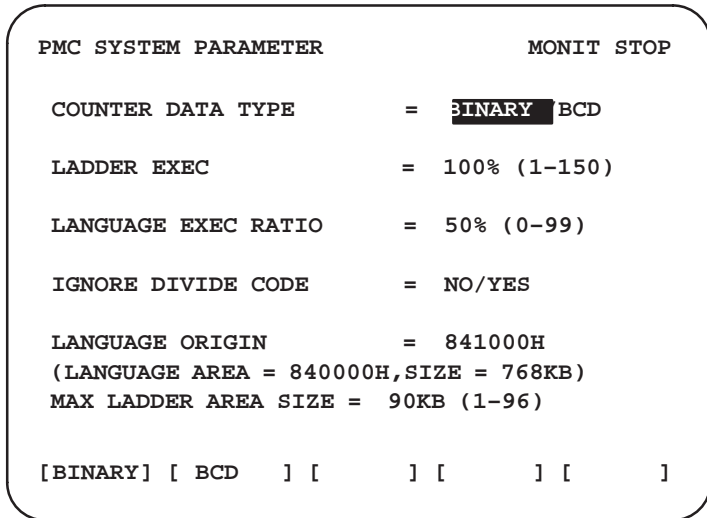 PMC SYSTEM PARAMETER MONIT STOP
COUNTER DATA TYPE = BINARY /BCD
LADDER EXEC = 100% (1-150)
LANGUAGE EXEC RATIO = 50% (0-99)
IGNORE DIVIDE CODE = NO/YES
LANGUAGE ORIGIN = 841000H
(LANGUAGE AREA = 840000H,SIZE = 768KB)
MAX LADDER AREA SIZE = 90KB (1-96)
[BINARY] [ BCD ] [ ] [ ] [ ]